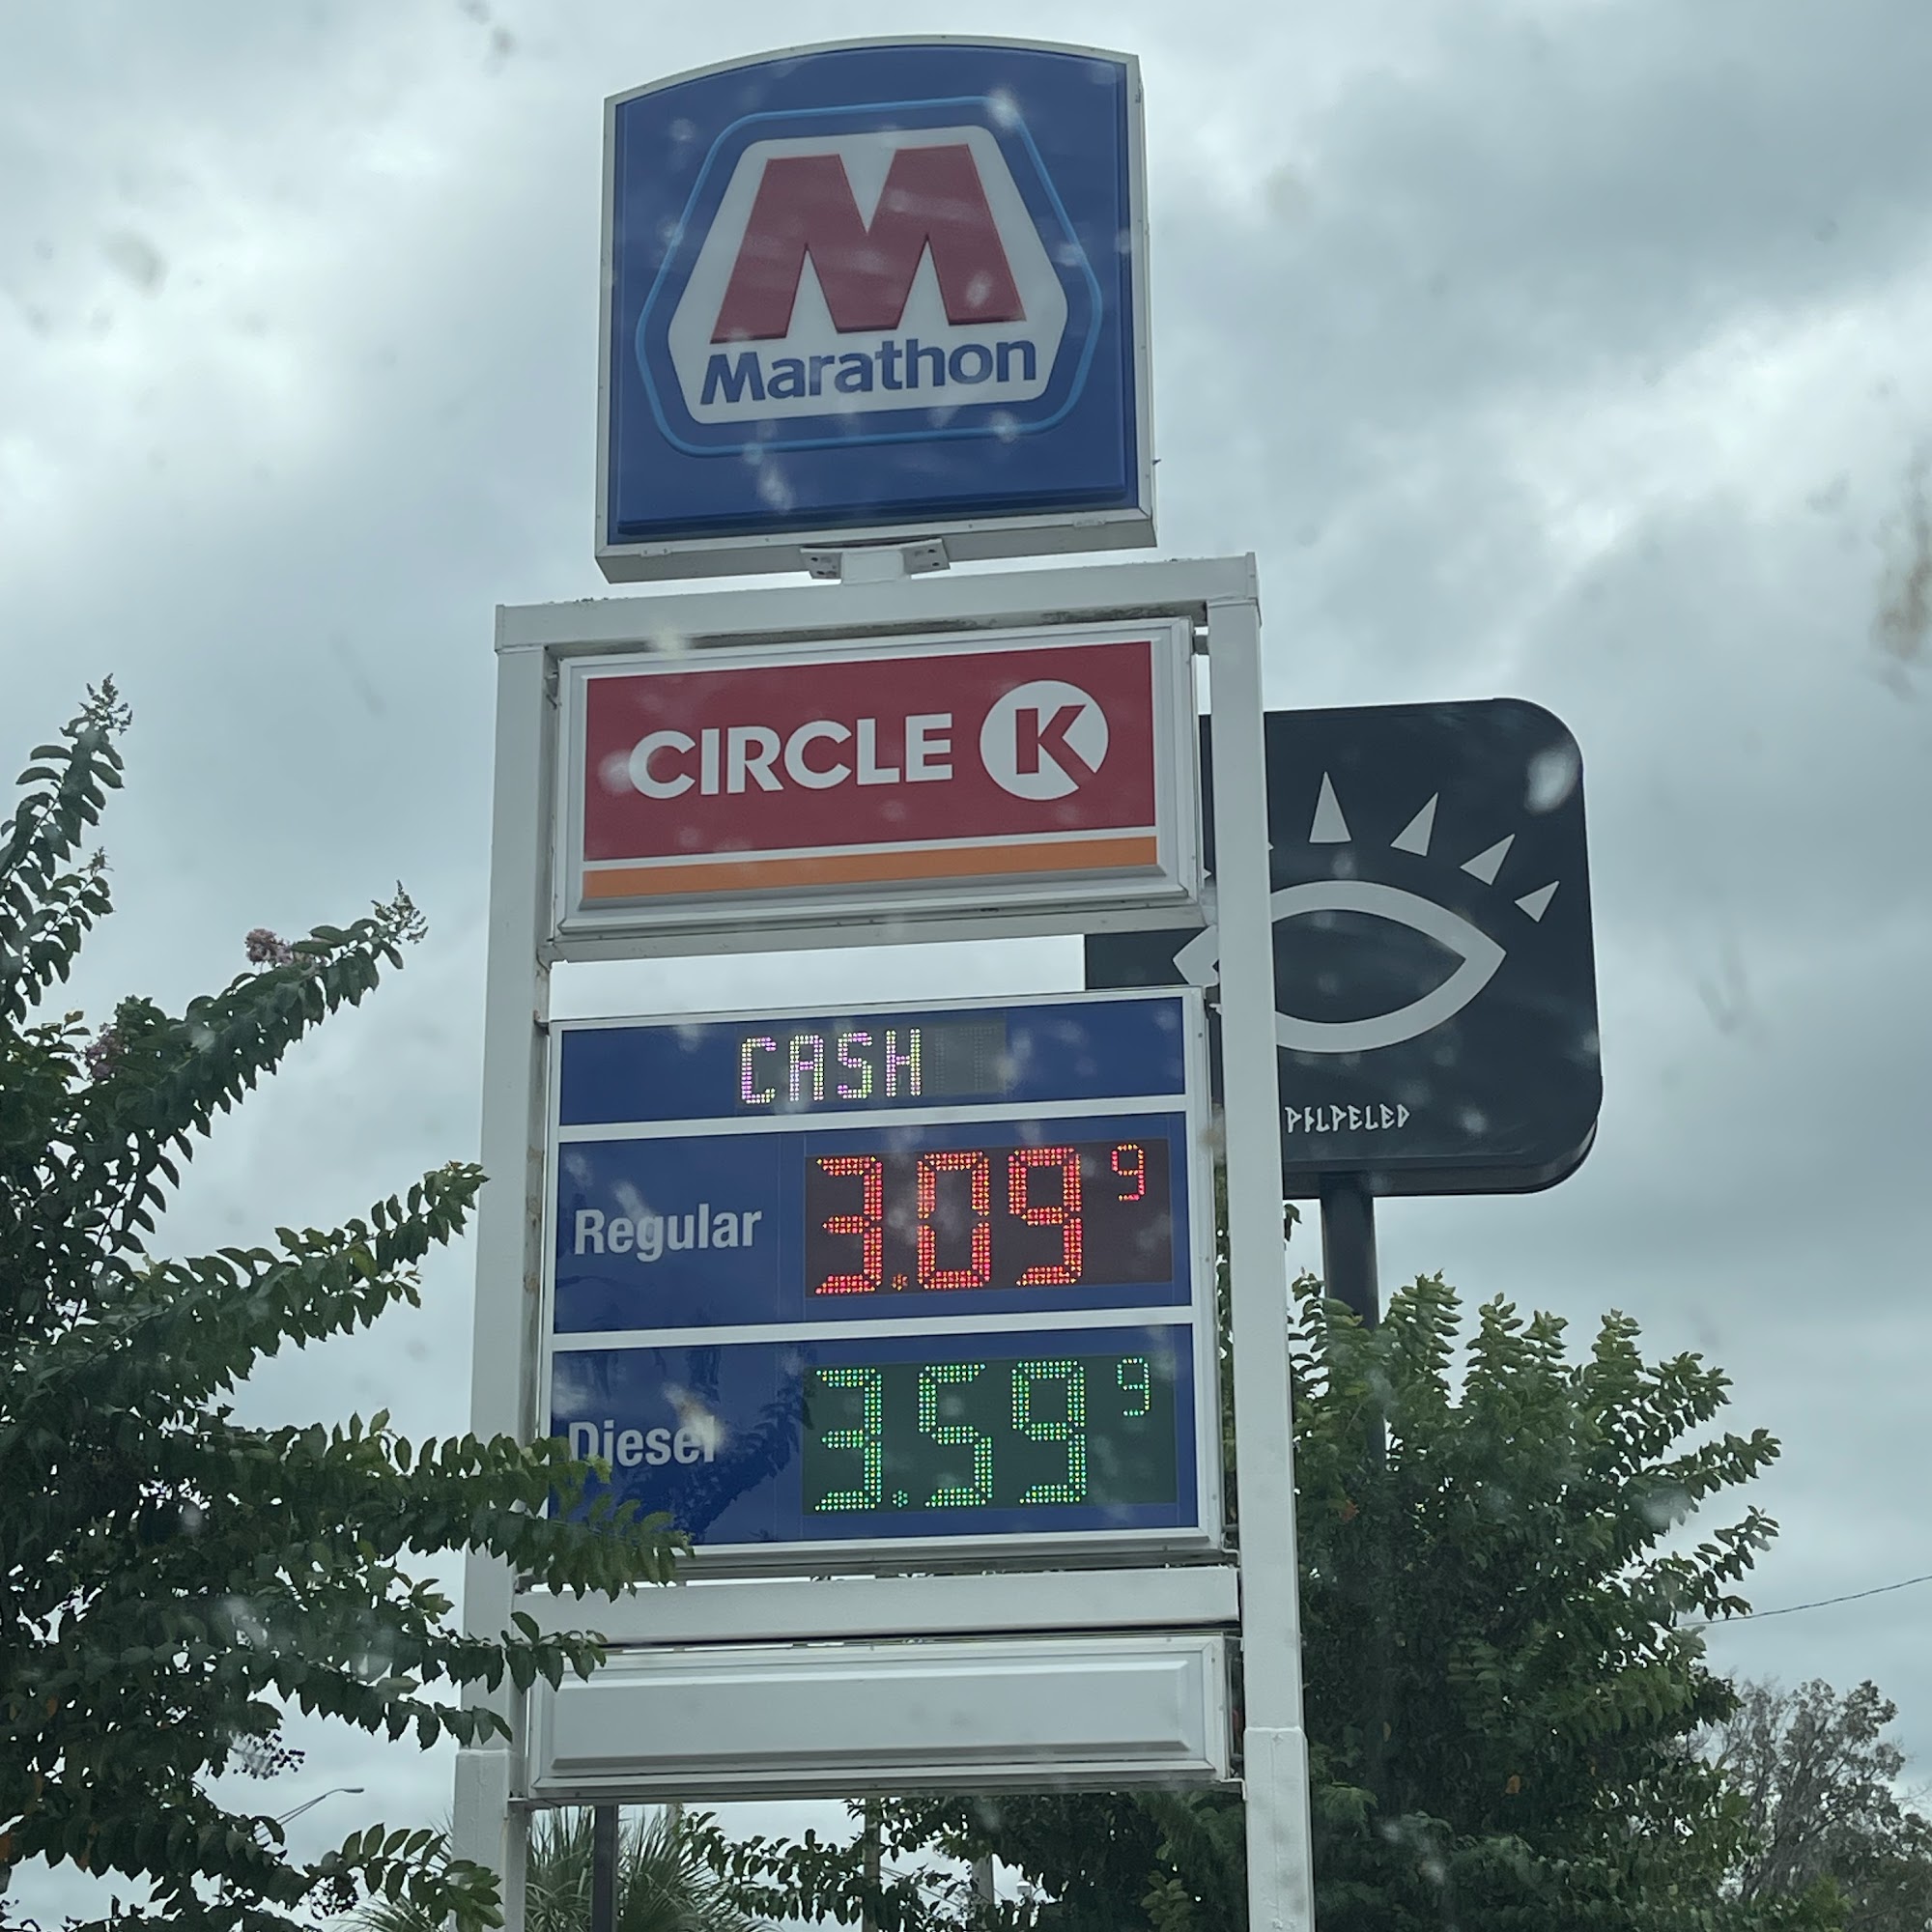 M
Marathon
CIRCLE K
CASH
Regular 3.09 9
Diesel 3.59 9